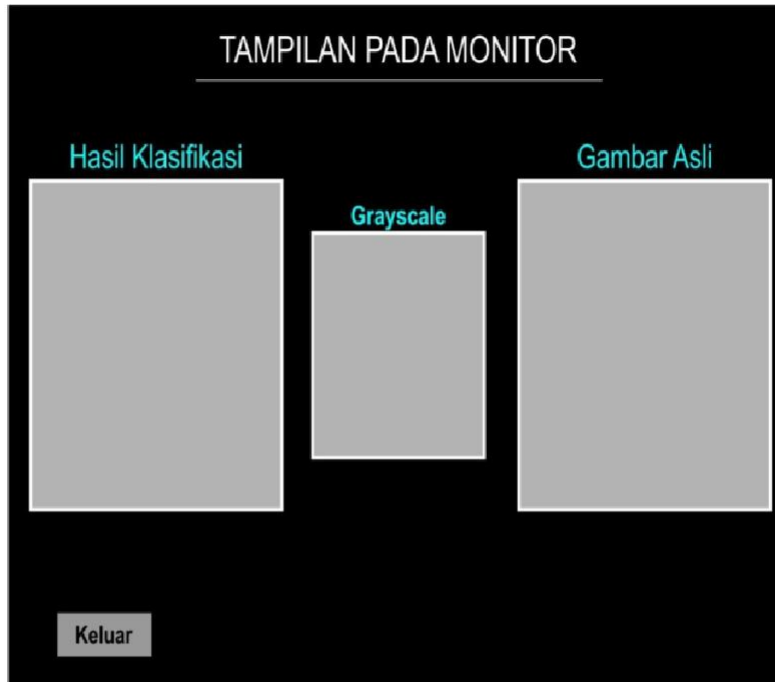 TAMPILAN PADA MONITOR
Hasil Klasifikasi
Grayscale
Gambar Asli
Keluar